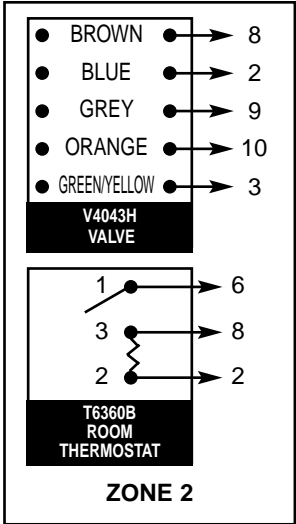 BROWN 8
BLUE 2
GREY 9
ORANGE 10
GREEN/YELLOW 3
V4043H
VALVE
1 6
3 8
2 2
T6360B
ROOM
THERMOSTAT
ZONE 2